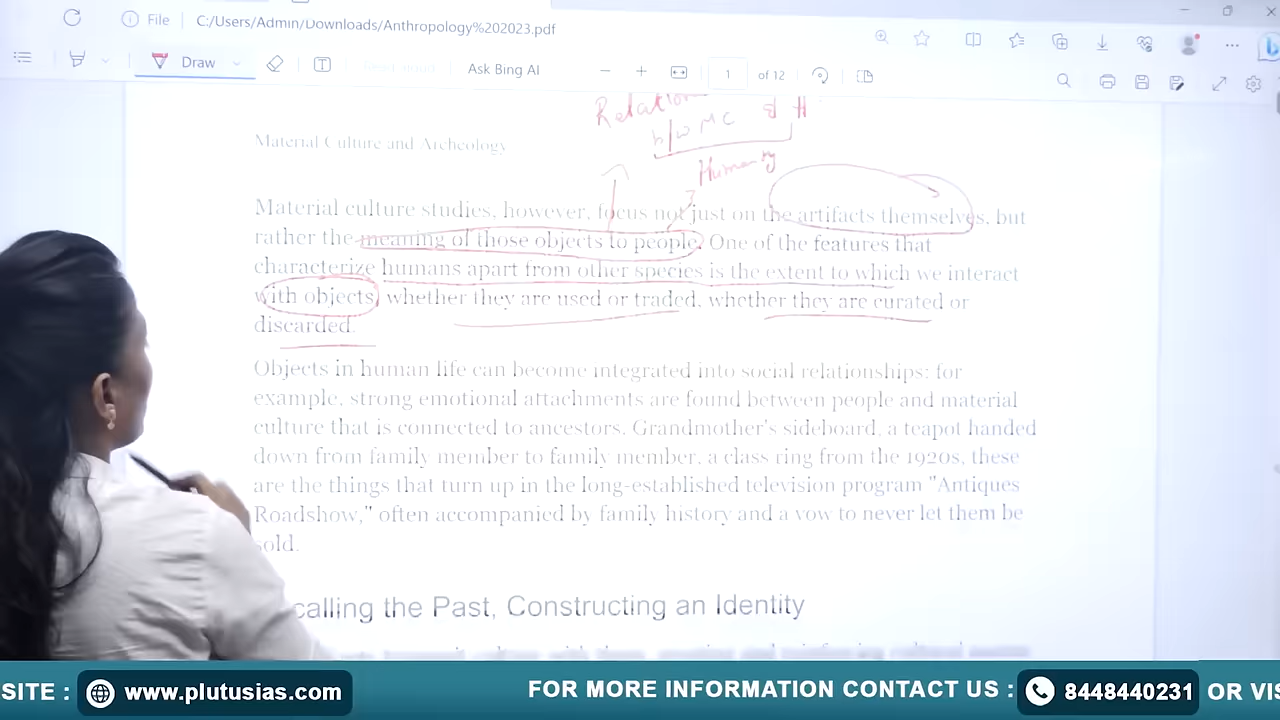 File C:/Users/Admin/Downloads/Anthropology%202023.pdf
Draw Ask Bing AI 1 of 12
Relation
b/w MC & H
Humanity
Material Culture and Archeology
Material culture studies, however, focus not just on the artifacts themselves, but
rather the meaning of those objects to people. One of the features that
characterize humans apart from other species is the extent to which we interact
with objects, whether they are used or traded, whether they are curated or
discarded.
Objects in human life can become integrated into social relationships: for
example, strong emotional attachments are found between people and material
culture that is connected to ancestors. Grandmother's sideboard, a teapot handed
down from family member to family member, a class ring from the 1920s, these
are the things that turn up in the long-established television program "Antiques
Roadshow," often accompanied by family history and a vow to never let them be
sold.
calling the Past, Constructing an Identity
SITE : www.plutusias.com FOR MORE INFORMATION CONTACT US : 8448440231 OR VIS